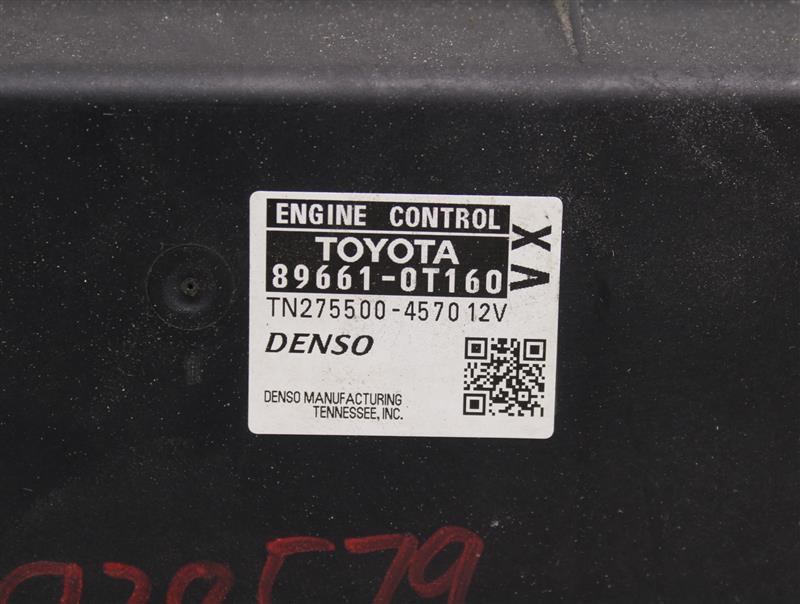 ENGINE CONTROL
TOYOTA
89661-0T160
XA
TN275500-4570 12V
DENSO
DENSO MANUFACTURING
TENNESSEE, INC.